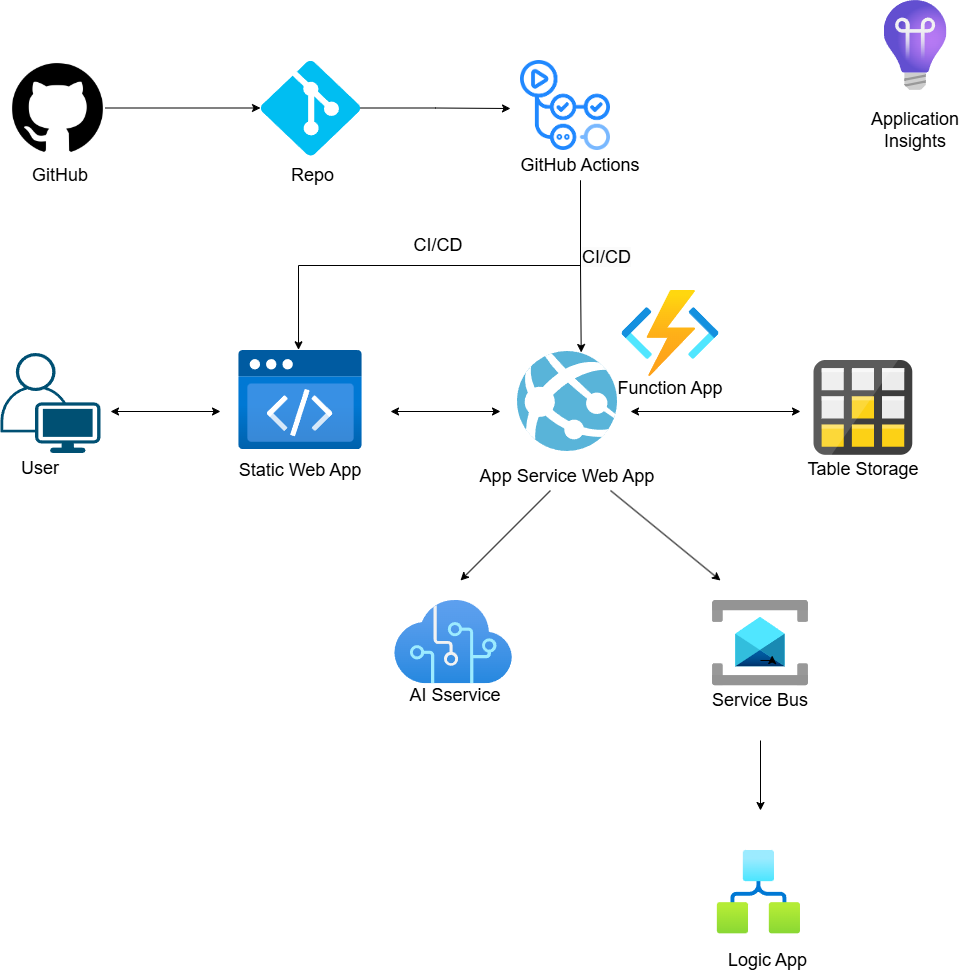 Application
Insights
GitHub
Repo
GitHub Actions
CI/CD
CI/CD
Function App
User
Static Web App
App Service Web App
Table Storage
AI Sservice
Service Bus
Logic App